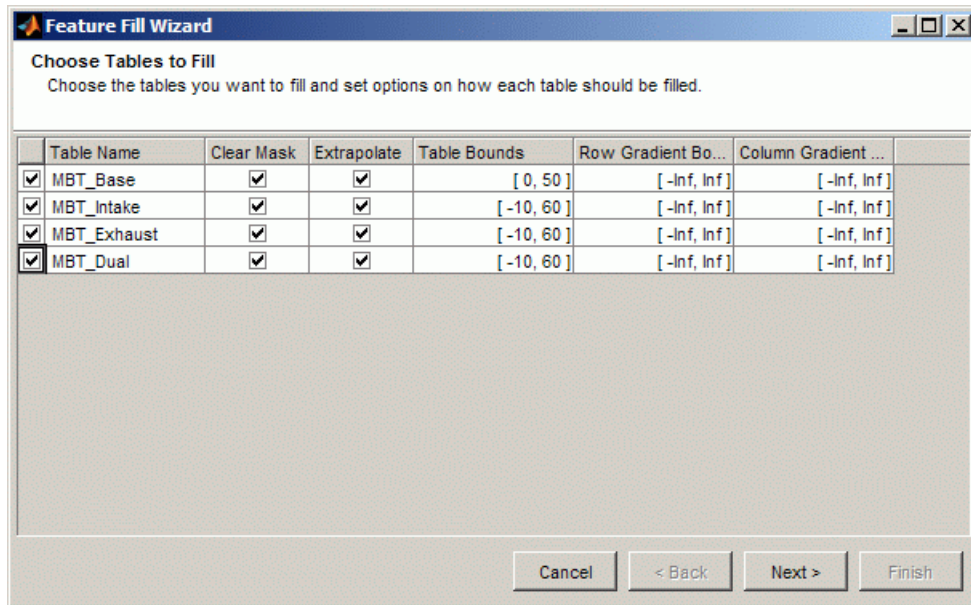 Feature Fill Wizard
Choose Tables to Fill
Choose the tables you want to fill and set options on how each table should be filled.
Table Name Clear Mask Extrapolate Table Bounds Row Gradient Bo... Column Gradient ...
MBT_Base [ 0, 50 ] [ -Inf, Inf ] [ -Inf, Inf ]
MBT_Intake [ -10, 60 ] [ -Inf, Inf ] [ -Inf, Inf ]
MBT_Exhaust [ -10, 60 ] [ -Inf, Inf ] [ -Inf, Inf ]
MBT_Dual [ -10, 60 ] [ -Inf, Inf ] [ -Inf, Inf ]
Cancel < Back Next > Finish